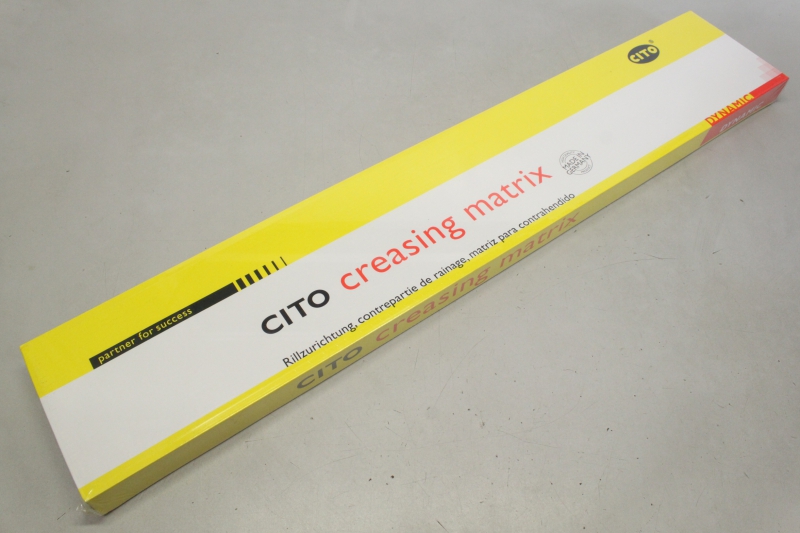 CITO®
DYNAMIC
DYNAMIC
MADE IN
GERMANY
CITO creasing matrix
partner for success
Rillzurichtung, contrepartie de rainage, matriz para contrahendido
CITO creasing matrix